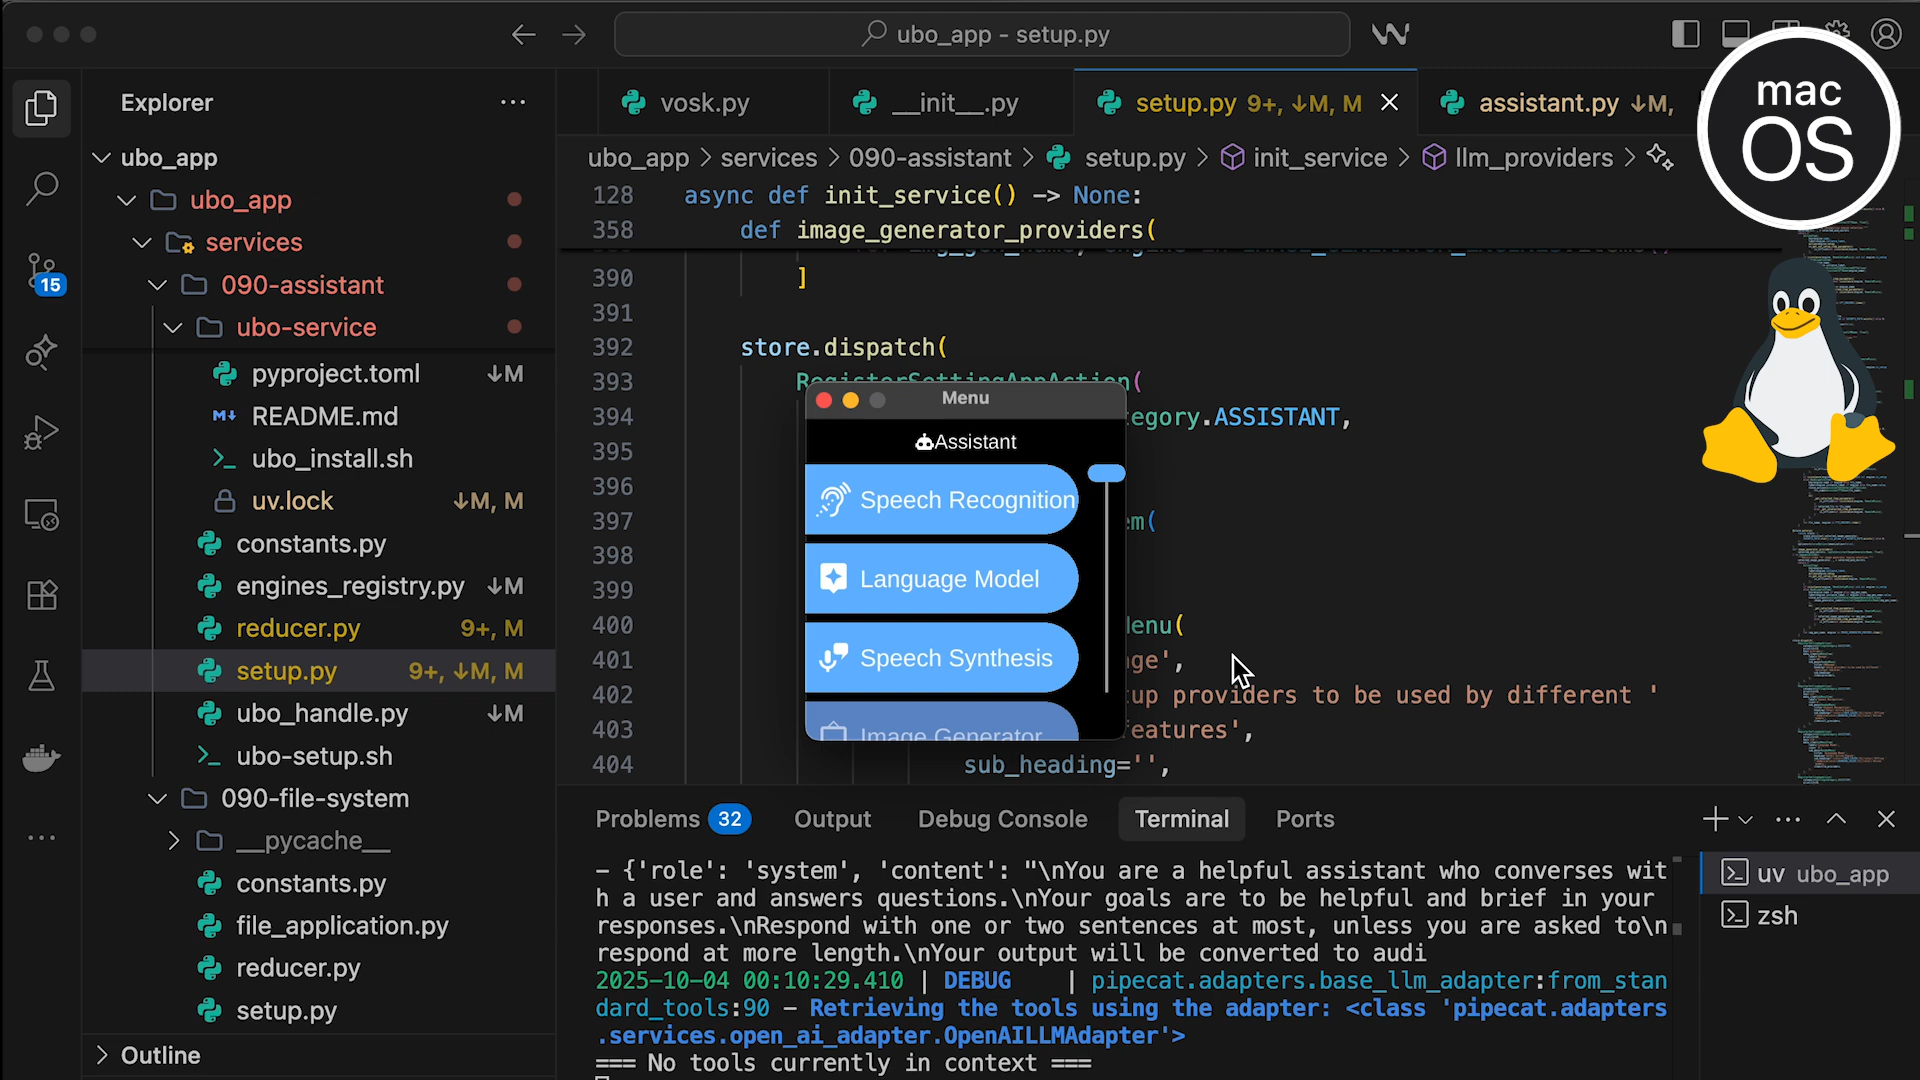 ubo_app - setup.py
mac
OS
Explorer
ubo_app
ubo_app
services
090-assistant
ubo-service
pyproject.toml ↓M
README.md
ubo_install.sh
uv.lock ↓M, M
constants.py
engines_registry.py ↓M
reducer.py 9+, M
setup.py 9+, ↓M, M
ubo_handle.py ↓M
ubo-setup.sh
090-file-system
__pycache__
constants.py
file_application.py
reducer.py
setup.py
Outline
15
vosk.py
__init__.py
setup.py 9+, ↓M, M
assistant.py ↓M,
ubo_app > services > 090-assistant > setup.py > init_service > llm_providers >
128 async def init_service() -> None:
358 def image_generator_providers(
390 ]
391
392 store.dispatch(
393 RegisterSettingAppAction(
394 egory.ASSISTANT,
395
396
397 em(
398
399
400 Menu(
401 ge',
402 up providers to be used by different '
403 features',
404 sub_heading='',
Menu
Assistant
Speech Recognition
Language Model
Speech Synthesis
Image Generator
Problems 32 Output Debug Console Terminal Ports
— {'role': 'system', 'content': "\nYou are a helpful assistant who converses wit
h a user and answers questions.\nYour goals are to be helpful and brief in your
responses.\nRespond with one or two sentences at most, unless you are asked to\n
respond at more length.\nYour output will be converted to audi
2025-10-04 00:10:29.410 | DEBUG | pipecat.adapters.base_llm_adapter:from_stan
dard_tools:90 - Retrieving the tools using the adapter: <class 'pipecat.adapters
.services.open_ai_adapter.OpenAILLMAdapter'>
=== No tools currently in context ===
uv ubo_app
zsh